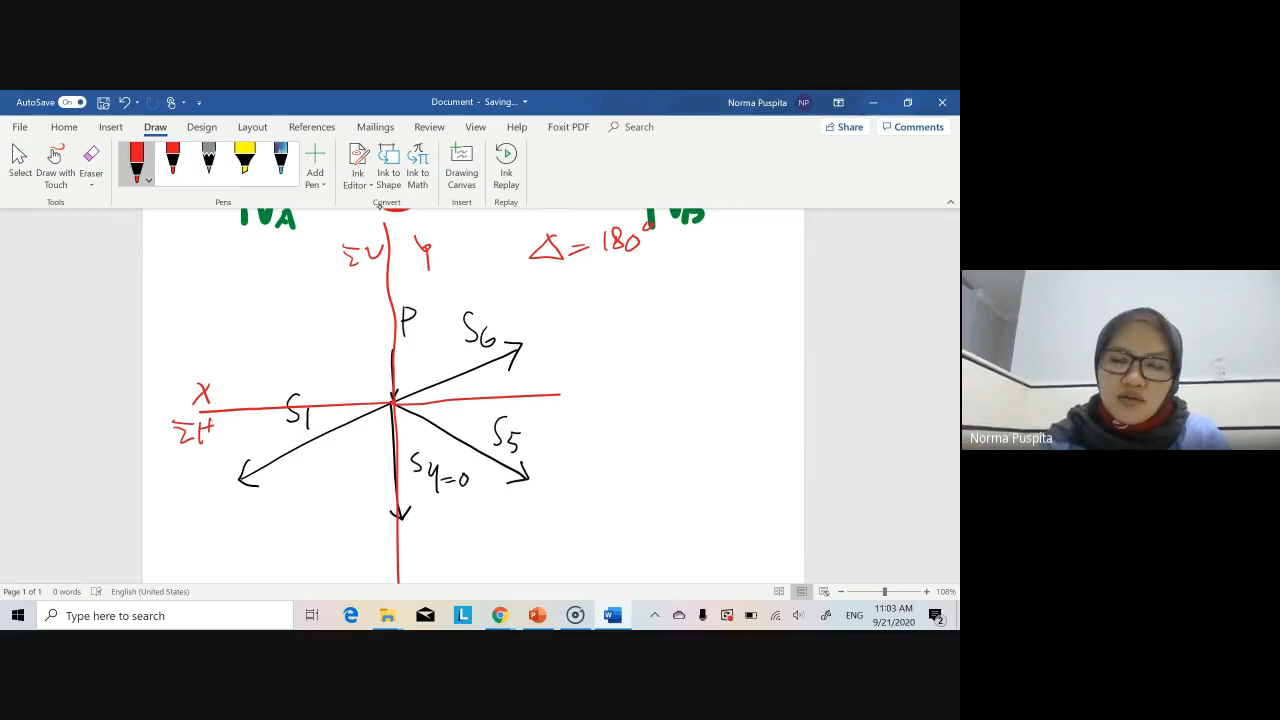 AutoSave On
Document - Saving...
Norma Puspita NP
File Home Insert Draw Design Layout References Mailings Review View Help Foxit PDF Search
Share Comments
Select
Draw with Touch
Eraser
Add Pen
Ink Editor
Ink to Shape
Ink to Math
Drawing Canvas
Ink Replay
Tools Pens Convert Insert Replay
ΣV y
Δ = 180°
P
S6
X
S1
ΣH
S5
S4=0
Norma Puspita
Page 1 of 1 0 words English (United States) 108%
Type here to search
ENG
11:03 AM
9/21/2020
2